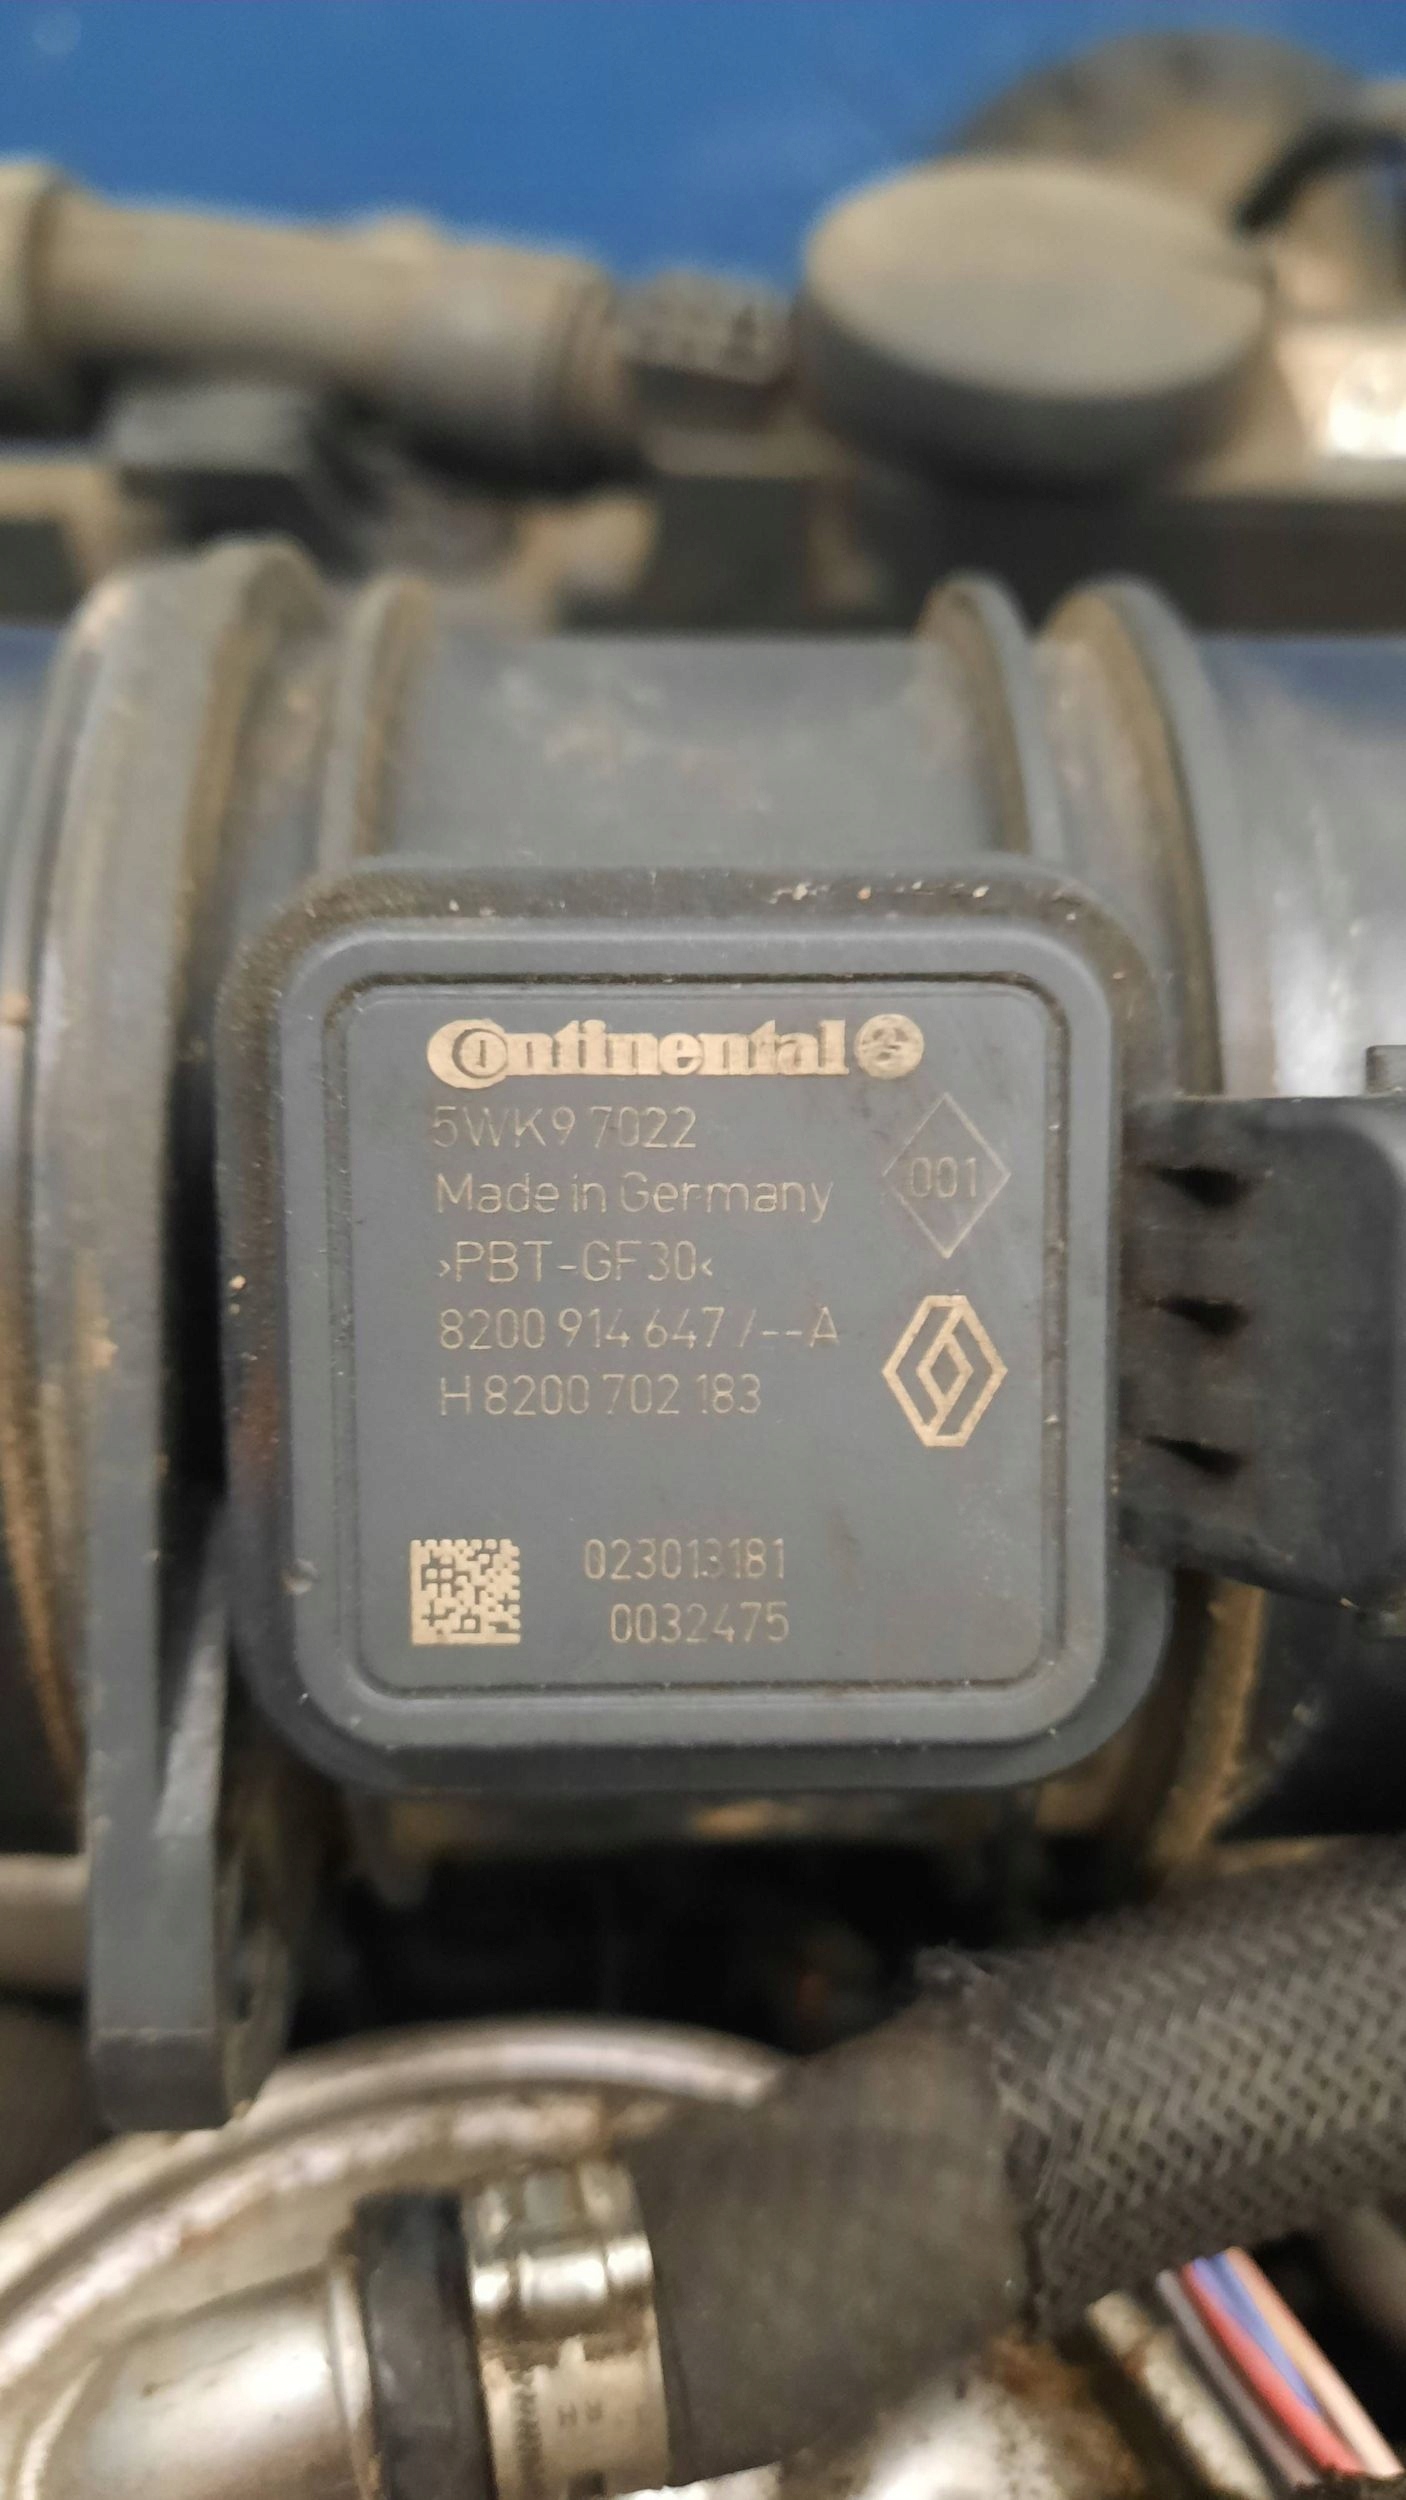 Continental
5WK9 7022
Made in Germany
001
>PBT-GF30<
8200 914 647 /--A
H 8200 702 183
023013181
0032475